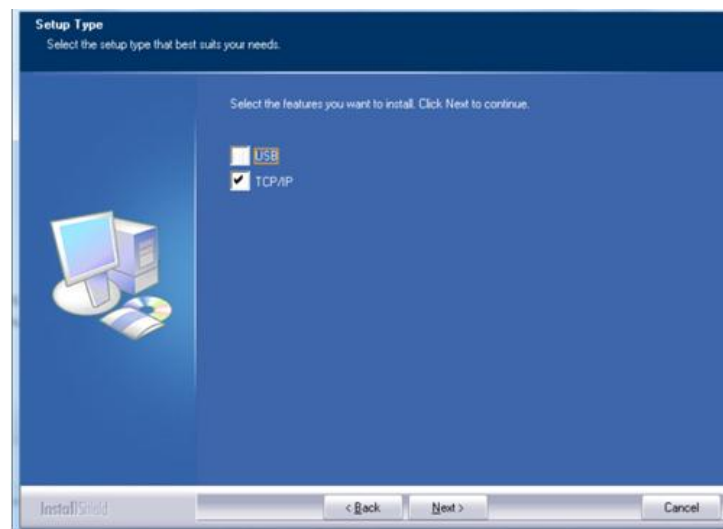 Setup Type
Select the setup type that best suits your needs.
Select the features you want to install. Click Next to continue.
USB
TCP/IP
InstallShield
< Back Next > Cancel